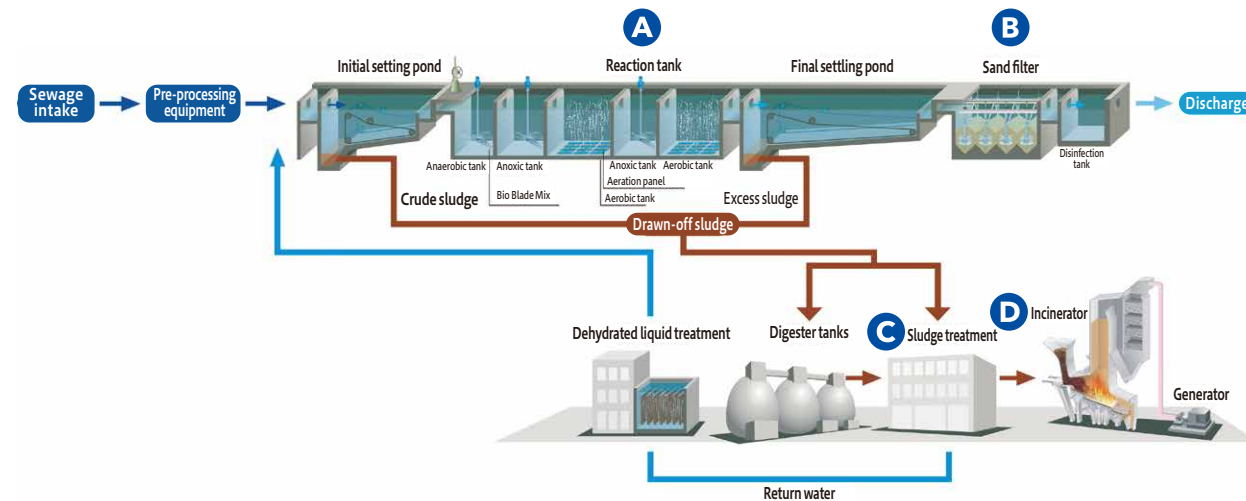 A
B
Initial setting pond
Reaction tank
Final settling pond
Sand filter
Sewage
intake
Pre-processing
equipment
Discharge
Anaerobic tank
Anoxic tank
Anoxic tank
Aerobic tank
Disinfection
tank
Aeration panel
Bio Blade Mix
Aerobic tank
Crude sludge
Excess sludge
Drawn-off sludge
Dehydrated liquid treatment
Digester tanks
C
Sludge treatment
D
Incinerator
Generator
Return water